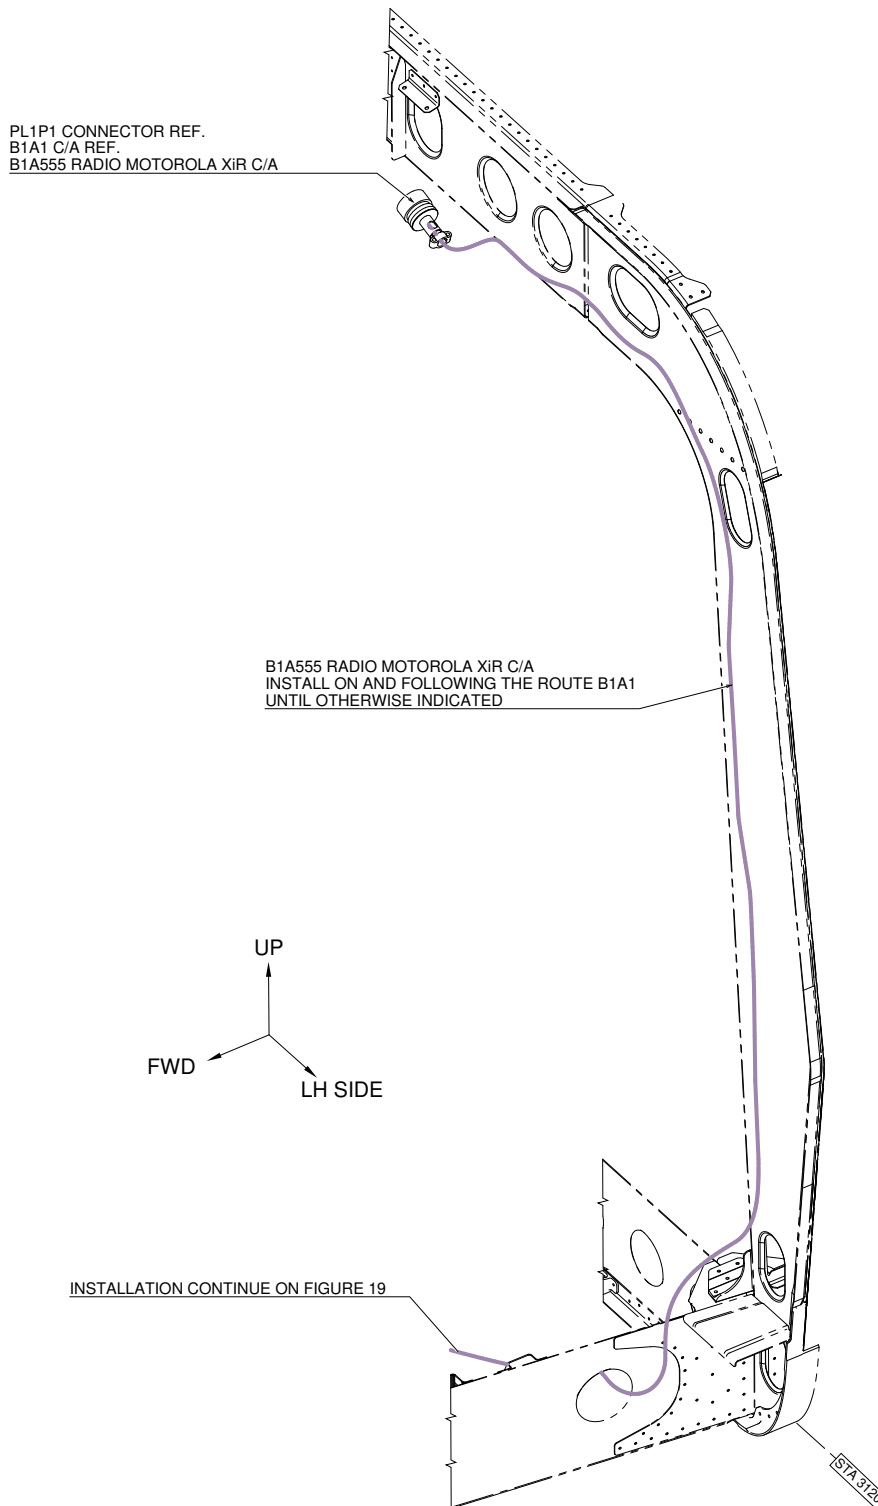 PL1P1 CONNECTOR REF.
B1A1 C/A REF.
B1A555 RADIO MOTOROLA XiR C/A
B1A555 RADIO MOTOROLA XiR C/A
INSTALL ON AND FOLLOWING THE ROUTE B1A1
UNTIL OTHERWISE INDICATED
UP
FWD
LH SIDE
INSTALLATION CONTINUE ON FIGURE 19
STA